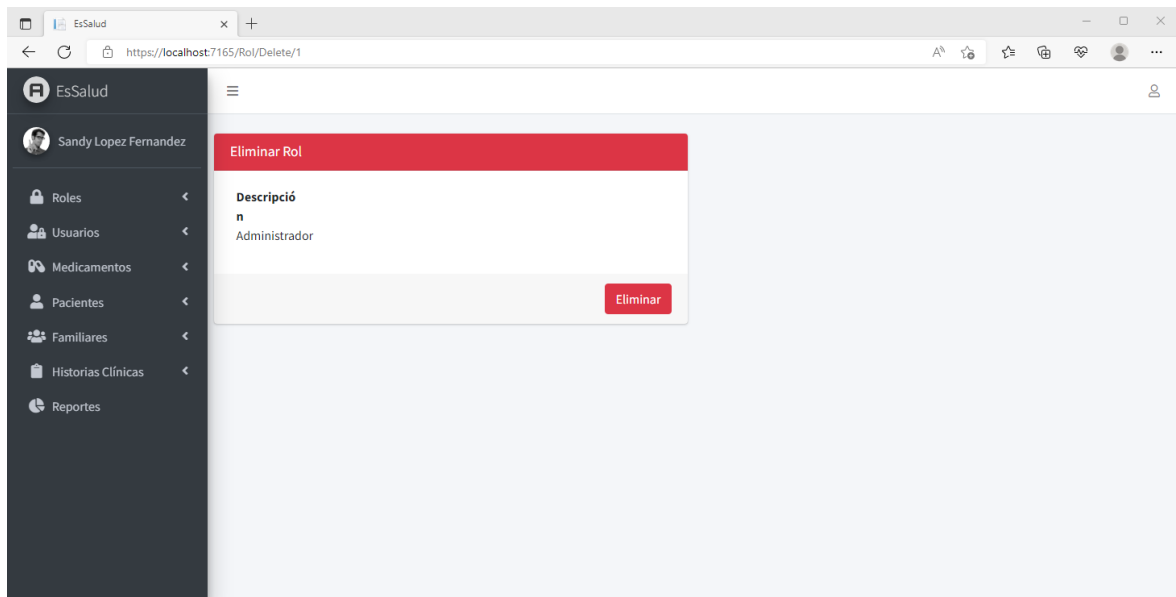 EsSalud
https://localhost:7165/Rol/Delete/1
EsSalud
Sandy Lopez Fernandez
Roles
Usuarios
Medicamentos
Pacientes
Familiares
Historias Clínicas
Reportes
Eliminar Rol
Descripció
n
Administrador
Eliminar